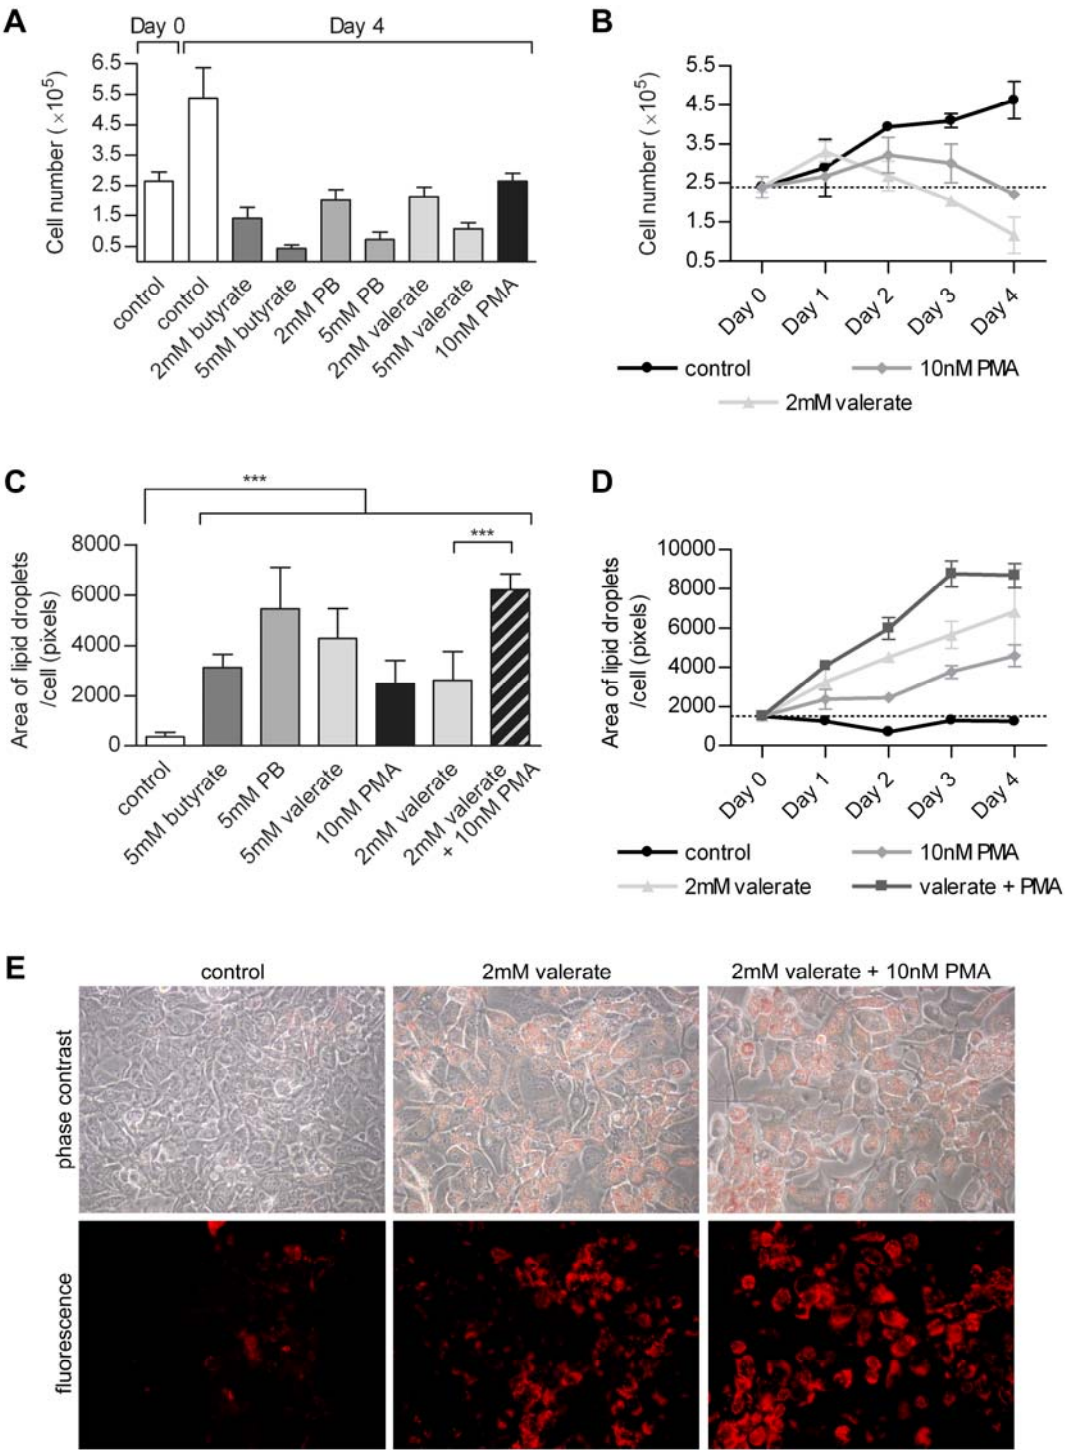 A
Day 0
Day 4
Cell number ( ×10⁵)
6.5
5.5
4.5
3.5
2.5
1.5
0.5
control
control
2mM butyrate
5mM butyrate
2mM PB
5mM PB
2mM valerate
5mM valerate
10nM PMA
B
Cell number ( ×10⁵)
5.5
4.5
3.5
2.5
1.5
0.5
Day 0
Day 1
Day 2
Day 3
Day 4
control
10nM PMA
2mM valerate
C
***
***
Area of lipid droplets
/cell (pixels)
8000
6000
4000
2000
0
control
5mM butyrate
5mM PB
5mM valerate
10nM PMA
2mM valerate
2mM valerate
+ 10nM PMA
D
Area of lipid droplets
/cell (pixels)
10000
8000
6000
4000
2000
0
Day 0
Day 1
Day 2
Day 3
Day 4
control
10nM PMA
2mM valerate
valerate + PMA
E
control
2mM valerate
2mM valerate + 10nM PMA
phase contrast
fluorescence